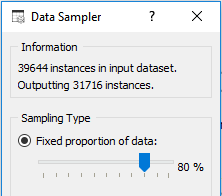 Data Sampler
Information
39644 instances in input dataset.
Outputting 31716 instances.
Sampling Type
Fixed proportion of data:
80 %